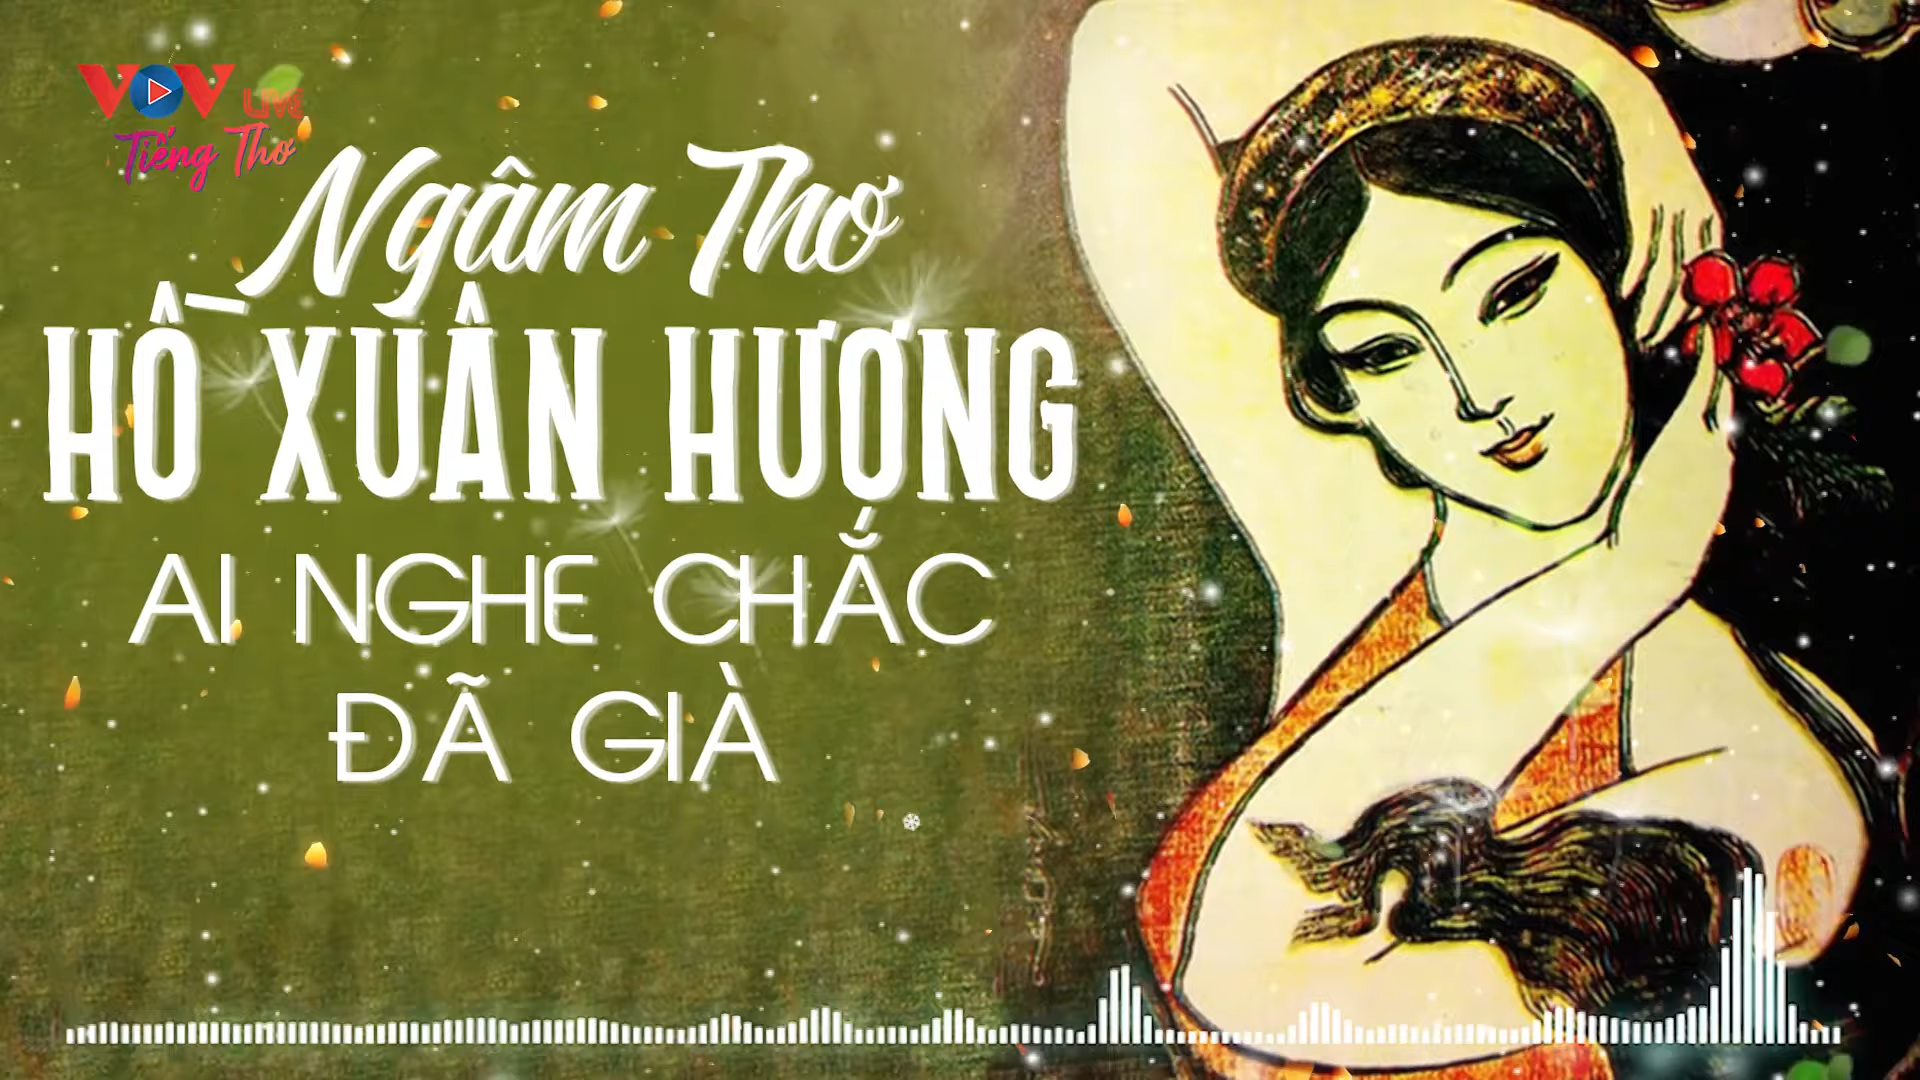 VOV LIVE
Tiếng Thơ
Ngâm Thơ
HỒ XUÂN HƯƠNG
AI NGHE CHẮC
ĐÃ GIÀ